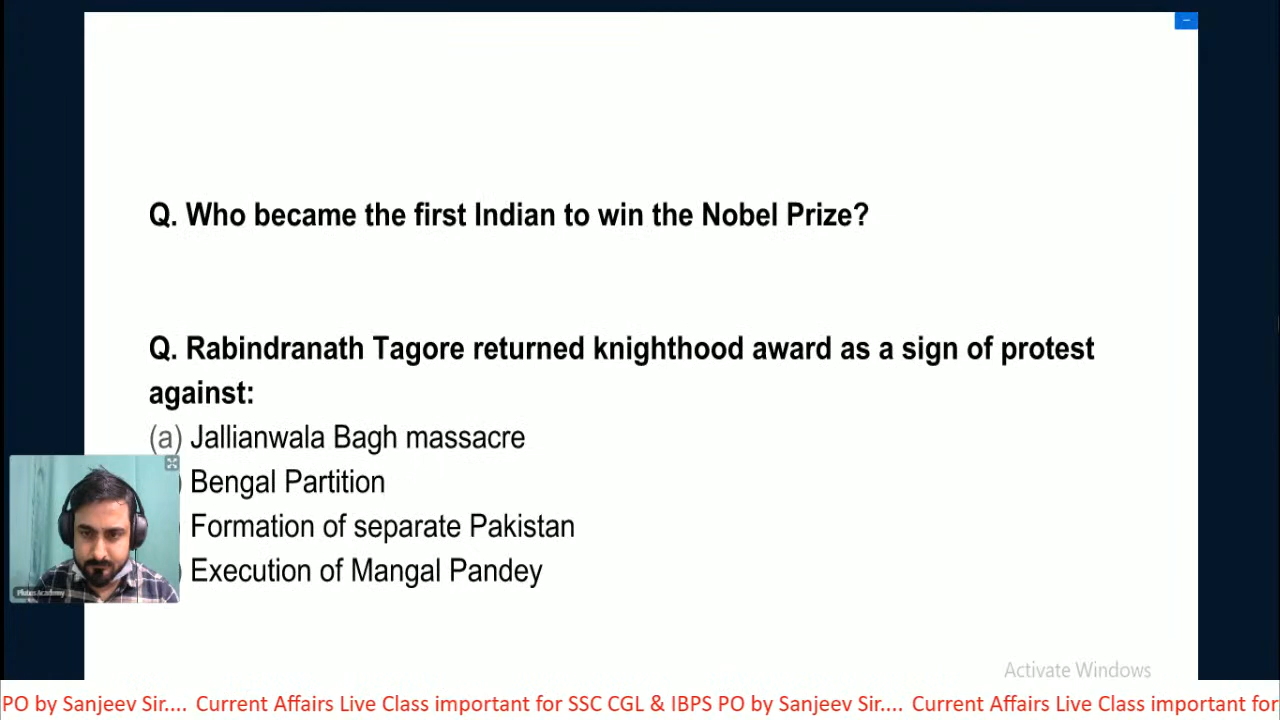 Q. Who became the first Indian to win the Nobel Prize?
Q. Rabindranath Tagore returned knighthood award as a sign of protest
against:
(a) Jallianwala Bagh massacre
) Bengal Partition
Formation of separate Pakistan
) Execution of Mangal Pandey
Activate Windows
PO by Sanjeev Sir.... Current Affairs Live Class important for SSC CGL & IBPS PO by Sanjeev Sir.... Current Affairs Live Class important for